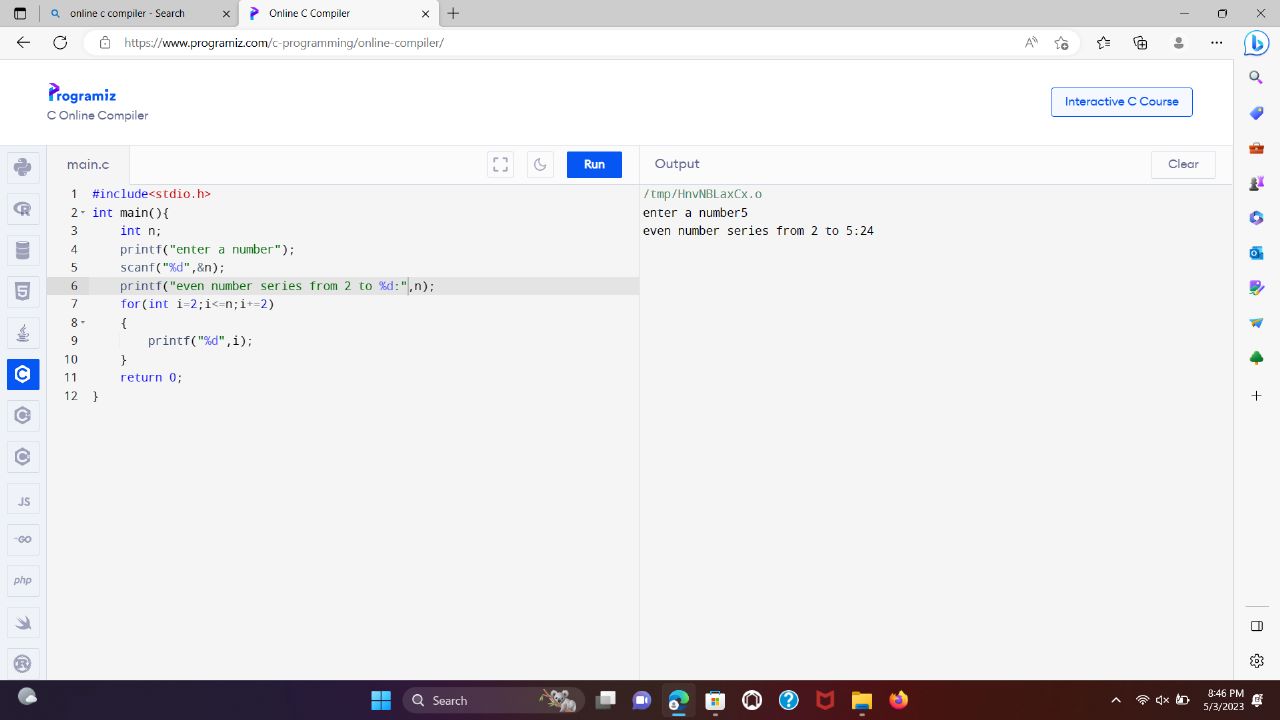 online c compiler - Search
Online C Compiler
https://www.programiz.com/c-programming/online-compiler/
Programiz
C Online Compiler
Interactive C Course
main.c
Run
Output
Clear
1 #include<stdio.h>
2 int main(){
3 int n;
4 printf("enter a number");
5 scanf("%d",&n);
6 printf("even number series from 2 to %d:",n);
7 for(int i=2;i<=n;i+=2)
8 {
9 printf("%d",i);
10 }
11 return 0;
12 }
/tmp/HnvNBLaxCx.o
enter a number5
even number series from 2 to 5:24
JS
GO
php
Search
8:46 PM
5/3/2023